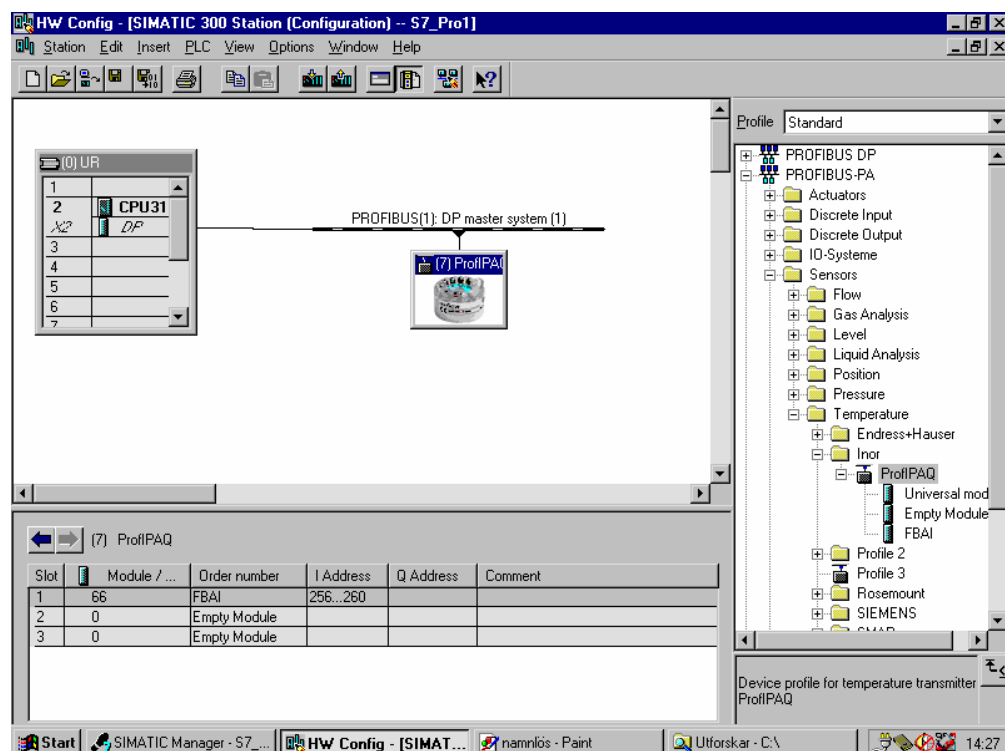 HW Config - [SIMATIC 300 Station (Configuration) -- S7_Pro1]
Station Edit Insert PLC View Options Window Help
(0) UR
1
2 CPU31
X2 DP
3
4
5
6
7
PROFIBUS(1): DP master system (1)
(7) ProfIPA
Profile Standard
PROFIBUS DP
PROFIBUS-PA
Actuators
Discrete Input
Discrete Output
IO-Systeme
Sensors
Flow
Gas Analysis
Level
Liquid Analysis
Position
Pressure
Temperature
Endress+Hauser
Inor
ProfIPAQ
Universal mod
Empty Module
FBAI
Profile 2
Profile 3
Rosemount
SIEMENS
SMAR
Device profile for temperature transmitter
ProfIPAQ
(7) ProfIPAQ
Slot Module / ... Order number I Address Q Address Comment
1 66 FBAI 256...260
2 0 Empty Module
3 0 Empty Module
Start SIMATIC Manager - S7_... HW Config - [SIMAT... namnlös - Paint Utforskar - C:\ 14:27